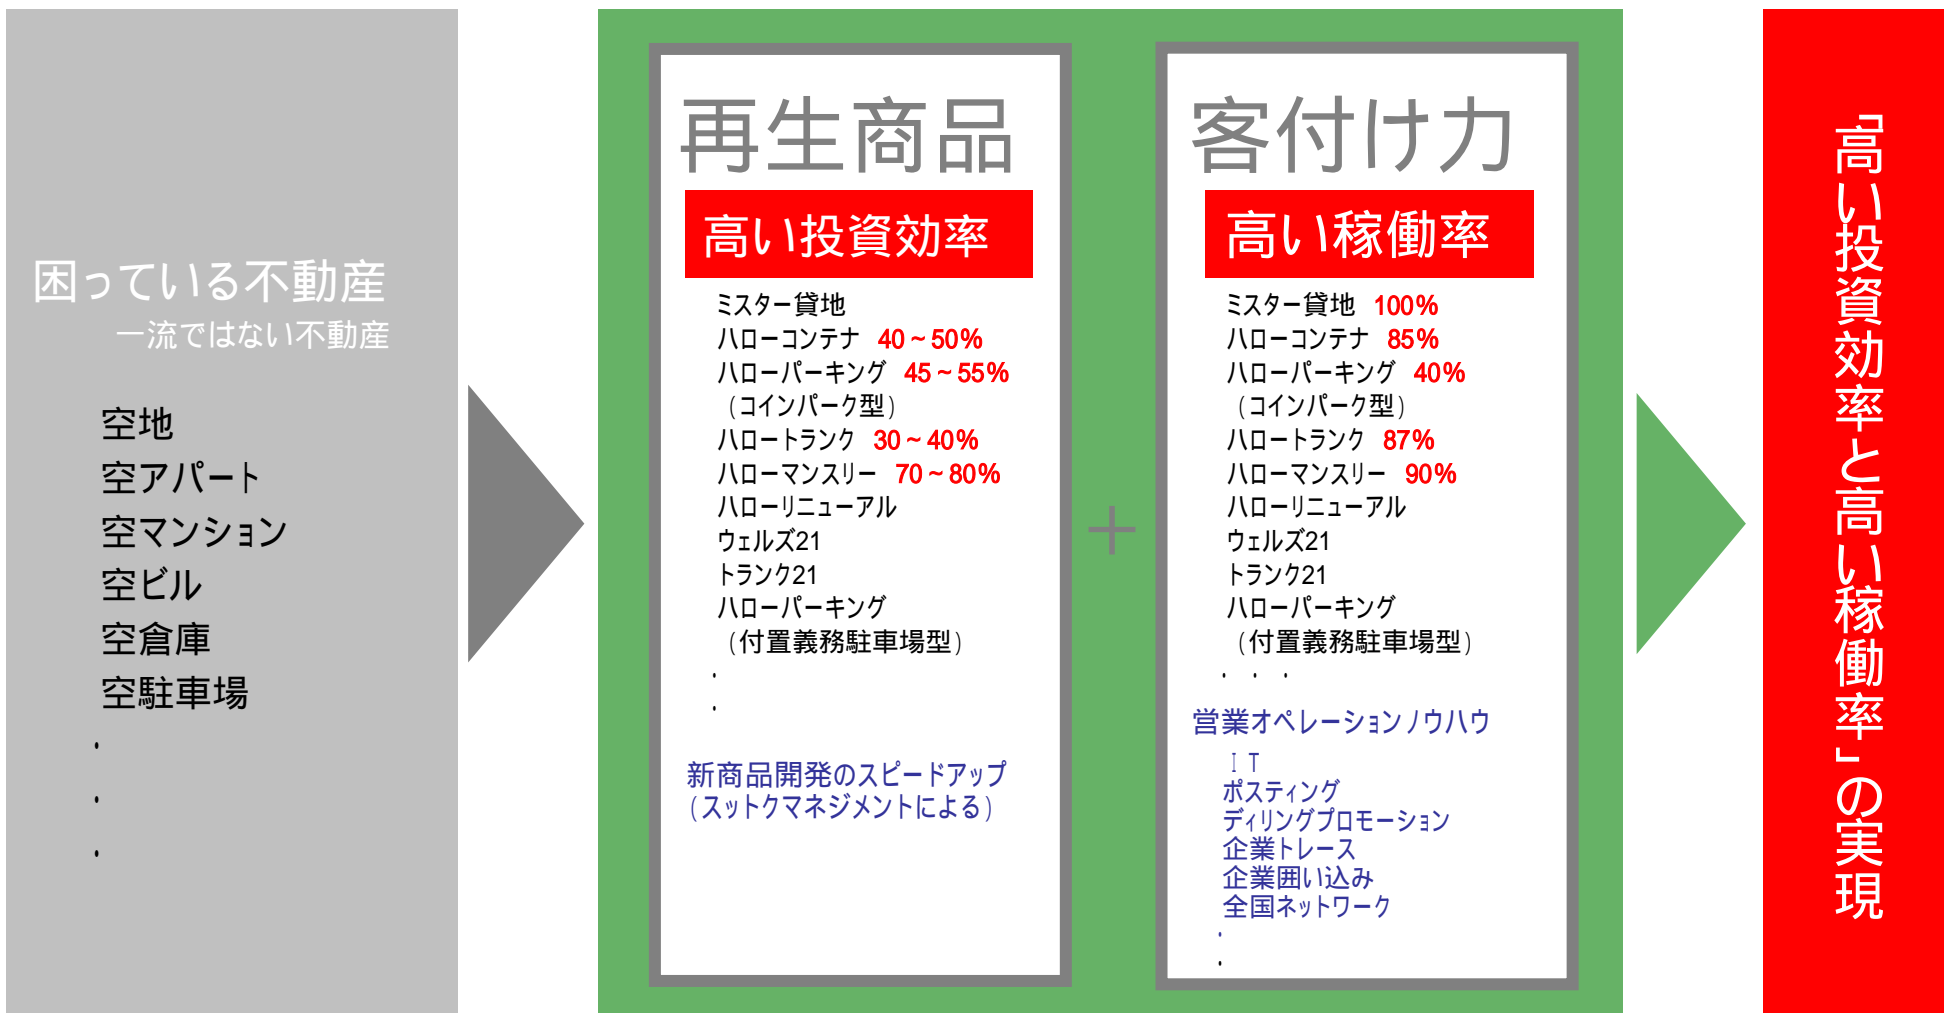 困っている不動産
一流ではない不動産
空地
空アパート
空マンション
空ビル
空倉庫
空駐車場
・
・
・
再生商品
高い投資効率
ミスター貸地
ハローコンテナ 40～50%
ハローパーキング 45～55%
（コインパーク型）
ハロートランク 30～40%
ハローマンスリー 70～80%
ハローリニューアル
ウェルズ21
トランク21
ハローパーキング
（付置義務駐車場型）
・
・
新商品開発のスピードアップ
（スットクマネジメントによる）
＋
客付け力
高い稼働率
ミスター貸地 100%
ハローコンテナ 85%
ハローパーキング 40%
（コインパーク型）
ハロートランク 87%
ハローマンスリー 90%
ハローリニューアル
ウェルズ21
トランク21
ハローパーキング
（付置義務駐車場型）
・・・
営業オペレーションノウハウ
ＩＴ
ポスティング
ディリングプロモーション
企業トレース
企業囲い込み
全国ネットワーク
・
・
「高い投資効率と高い稼働率」の実現